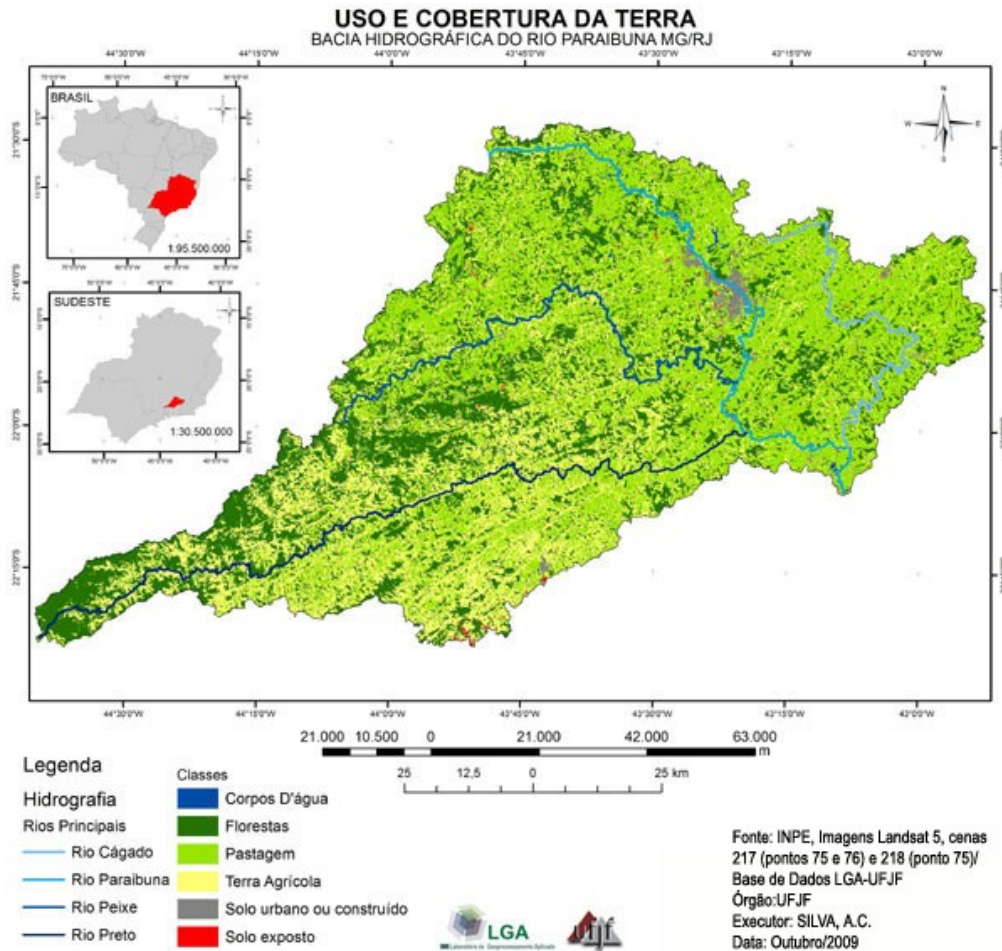 USO E COBERTURA DA TERRA
BACIA HIDROGRÁFICA DO RIO PARAIBUNA MG/RJ
44°30'0"W 44°15'0"W 44°0'0"W 43°45'0"W 43°30'0"W 43°15'0"W 43°0'0"W
BRASIL
1:95.500.000
SUDESTE
1:30.500.000
N
W E
S
21°30'0"S
21°45'0"S
22°0'0"S
22°15'0"S
44°30'0"W 44°15'0"W 44°0'0"W 43°45'0"W 43°30'0"W 43°15'0"W 43°0'0"W
21.000 10.500 0 21.000 42.000 63.000
m
25 12,5 0 25 km
Legenda
Hidrografia
Rios Principais
Rio Cágado
Rio Paraibuna
Rio Peixe
Rio Preto
Classes
Corpos D'água
Florestas
Pastagem
Terra Agrícola
Solo urbano ou construído
Solo exposto
LGA
Laboratório de Geoprocessamento Aplicado
ufjf
Fonte: INPE, Imagens Landsat 5, cenas
217 (pontos 75 e 76) e 218 (ponto 75)/
Base de Dados LGA-UFJF
Órgão:UFJF
Executor: SILVA, A.C.
Data: Outubro/2009